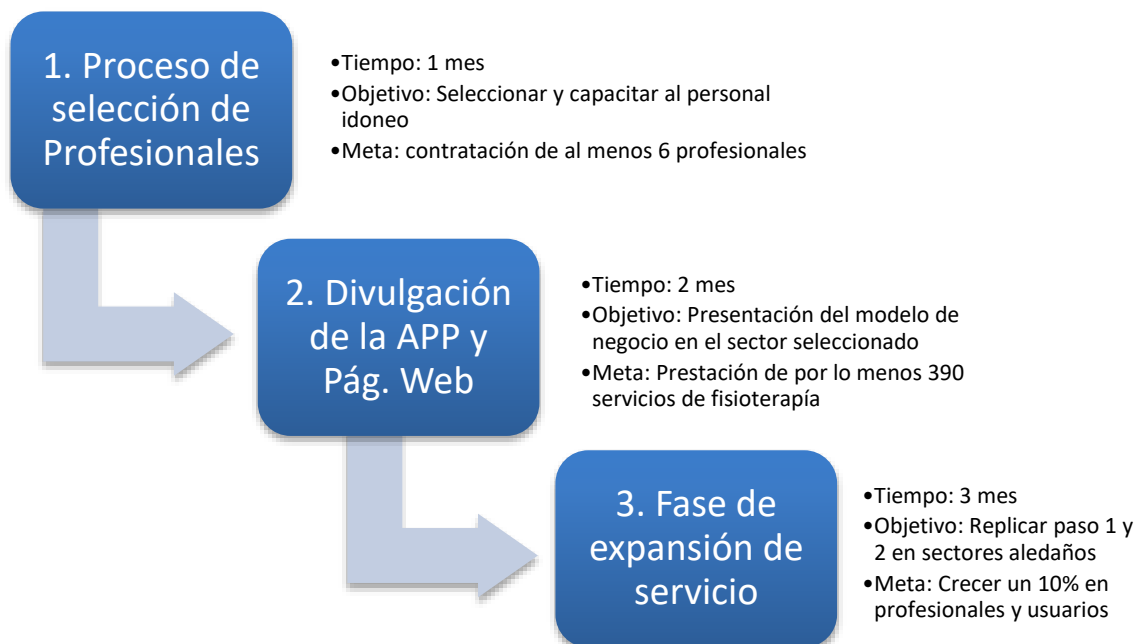 1. Proceso de
selección de
Profesionales
•Tiempo: 1 mes
•Objetivo: Seleccionar y capacitar al personal
idoneo
•Meta: contratación de al menos 6 profesionales
2. Divulgación
de la APP y
Pág. Web
•Tiempo: 2 mes
•Objetivo: Presentación del modelo de
negocio en el sector seleccionado
•Meta: Prestación de por lo menos 390
servicios de fisioterapía
3. Fase de
expansión de
servicio
•Tiempo: 3 mes
•Objetivo: Replicar paso 1 y
2 en sectores aledaños
•Meta: Crecer un 10% en
profesionales y usuarios